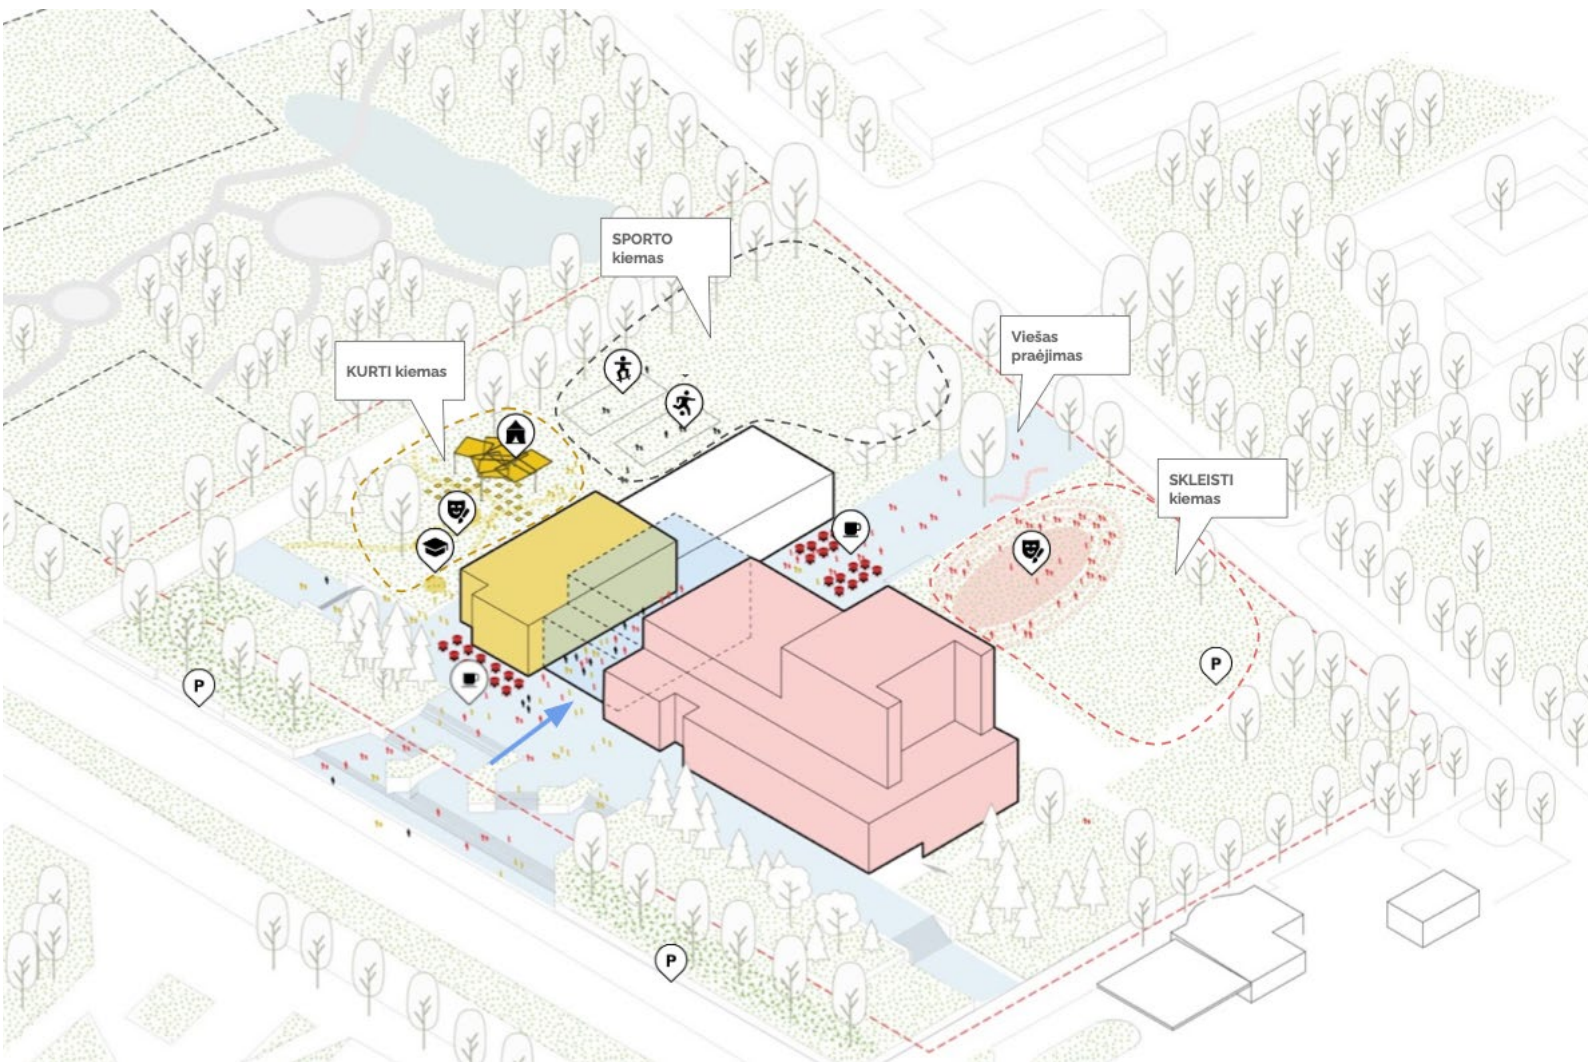 SPORTO
kiemas
Viešas
praėjimas
KURTI kiemas
SKLEISTI
kiemas
P
P
P